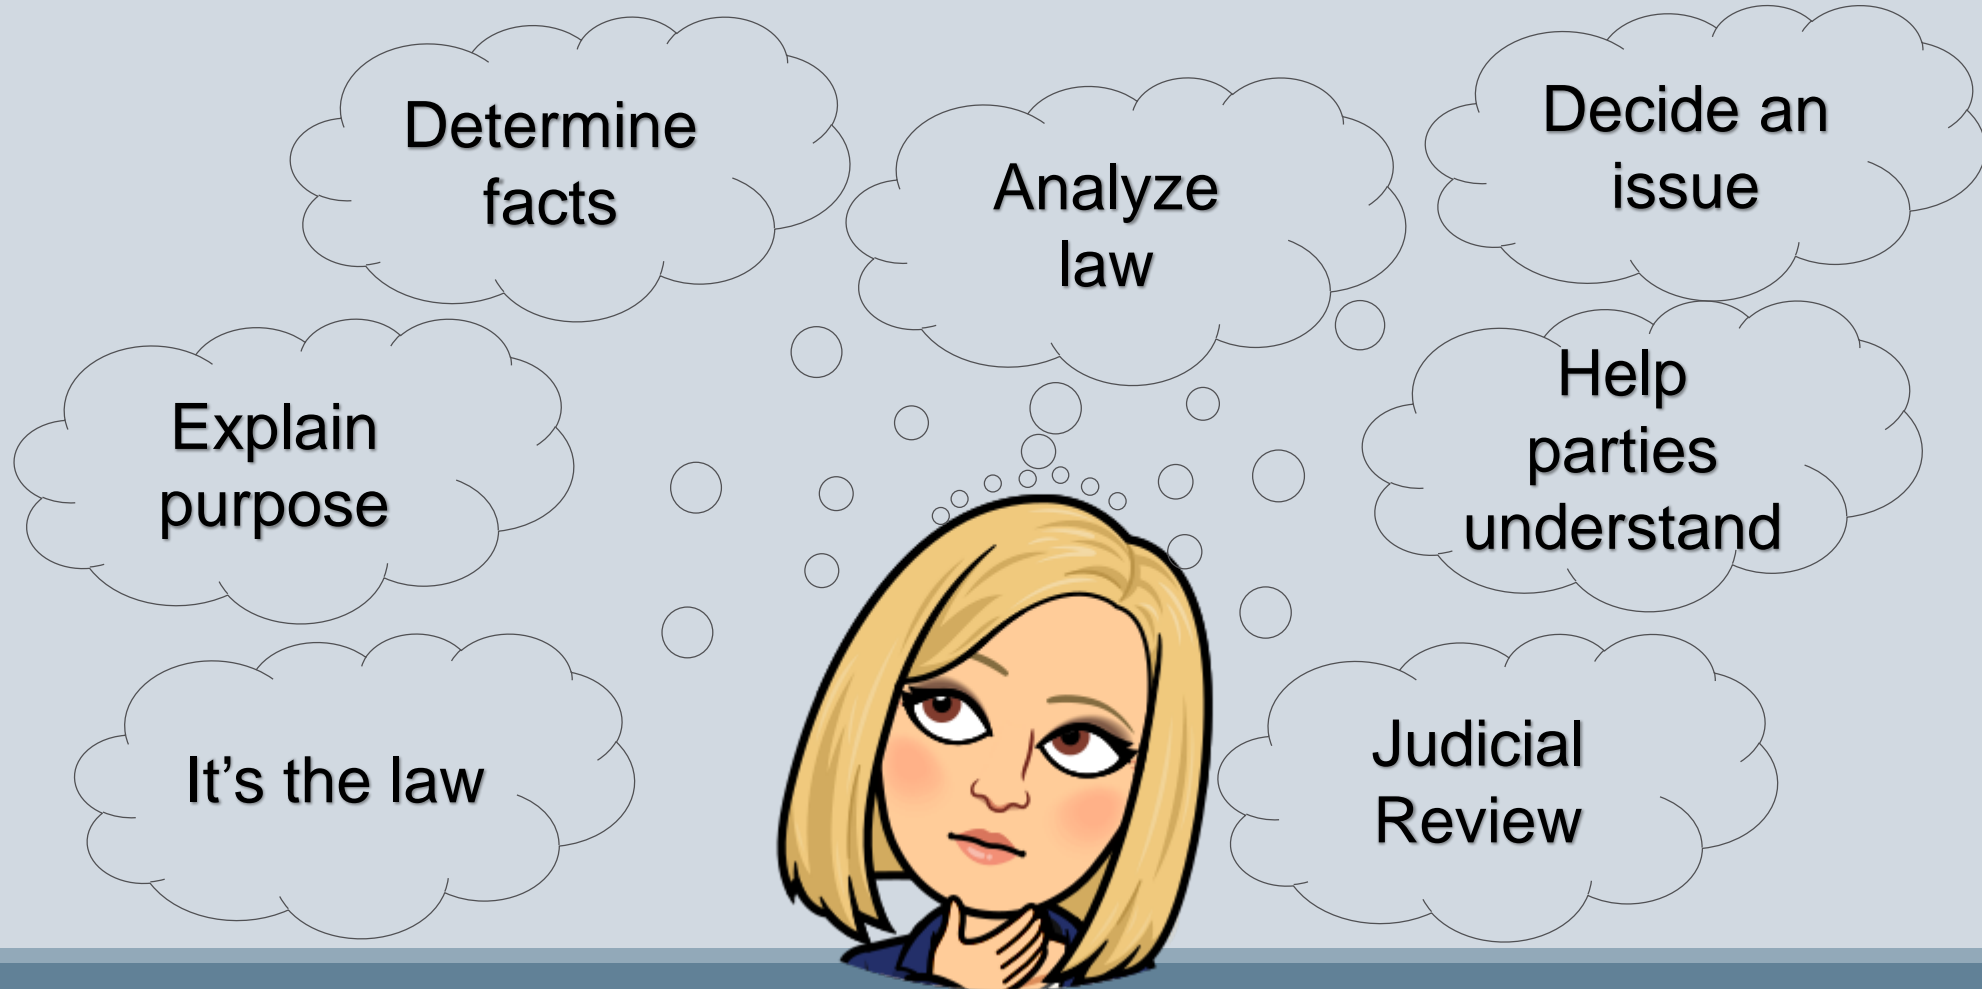 Determine
facts
Analyze
law
Decide an
issue
Explain
purpose
Help
parties
understand
It’s the law
Judicial
Review